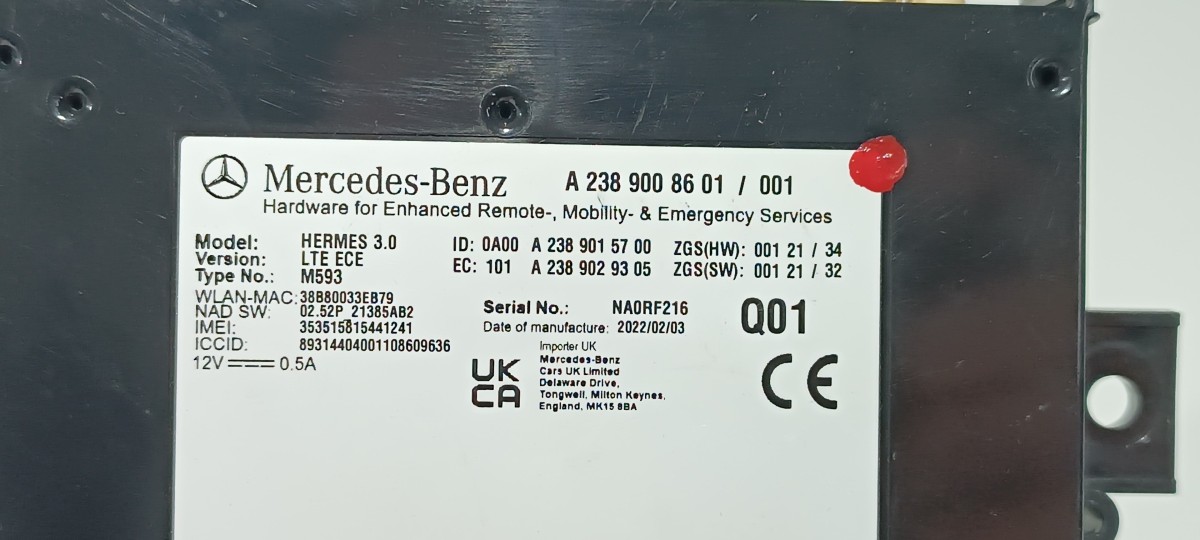 Mercedes-Benz A 238 900 86 01 / 001
Hardware for Enhanced Remote-, Mobility- & Emergency Services
Model: HERMES 3.0 ID: 0A00 A 238 901 57 00 ZGS(HW): 001 21 / 34
Version: LTE ECE EC: 101 A 238 902 93 05 ZGS(SW): 001 21 / 32
Type No.: M593
WLAN-MAC: 38B80033EB79
NAD SW: 02.52P_21385AB2
IMEI: 353515815441241
ICCID: 89314404001108609636
12V 0.5A
Serial No.: NA0RF216
Date of manufacture: 2022/02/03
Q01
UK
CA
Importer UK
Mercedes-Benz
Cars UK Limited
Delaware Drive,
Tongwell, Milton Keynes,
England, MK15 8BA
CE